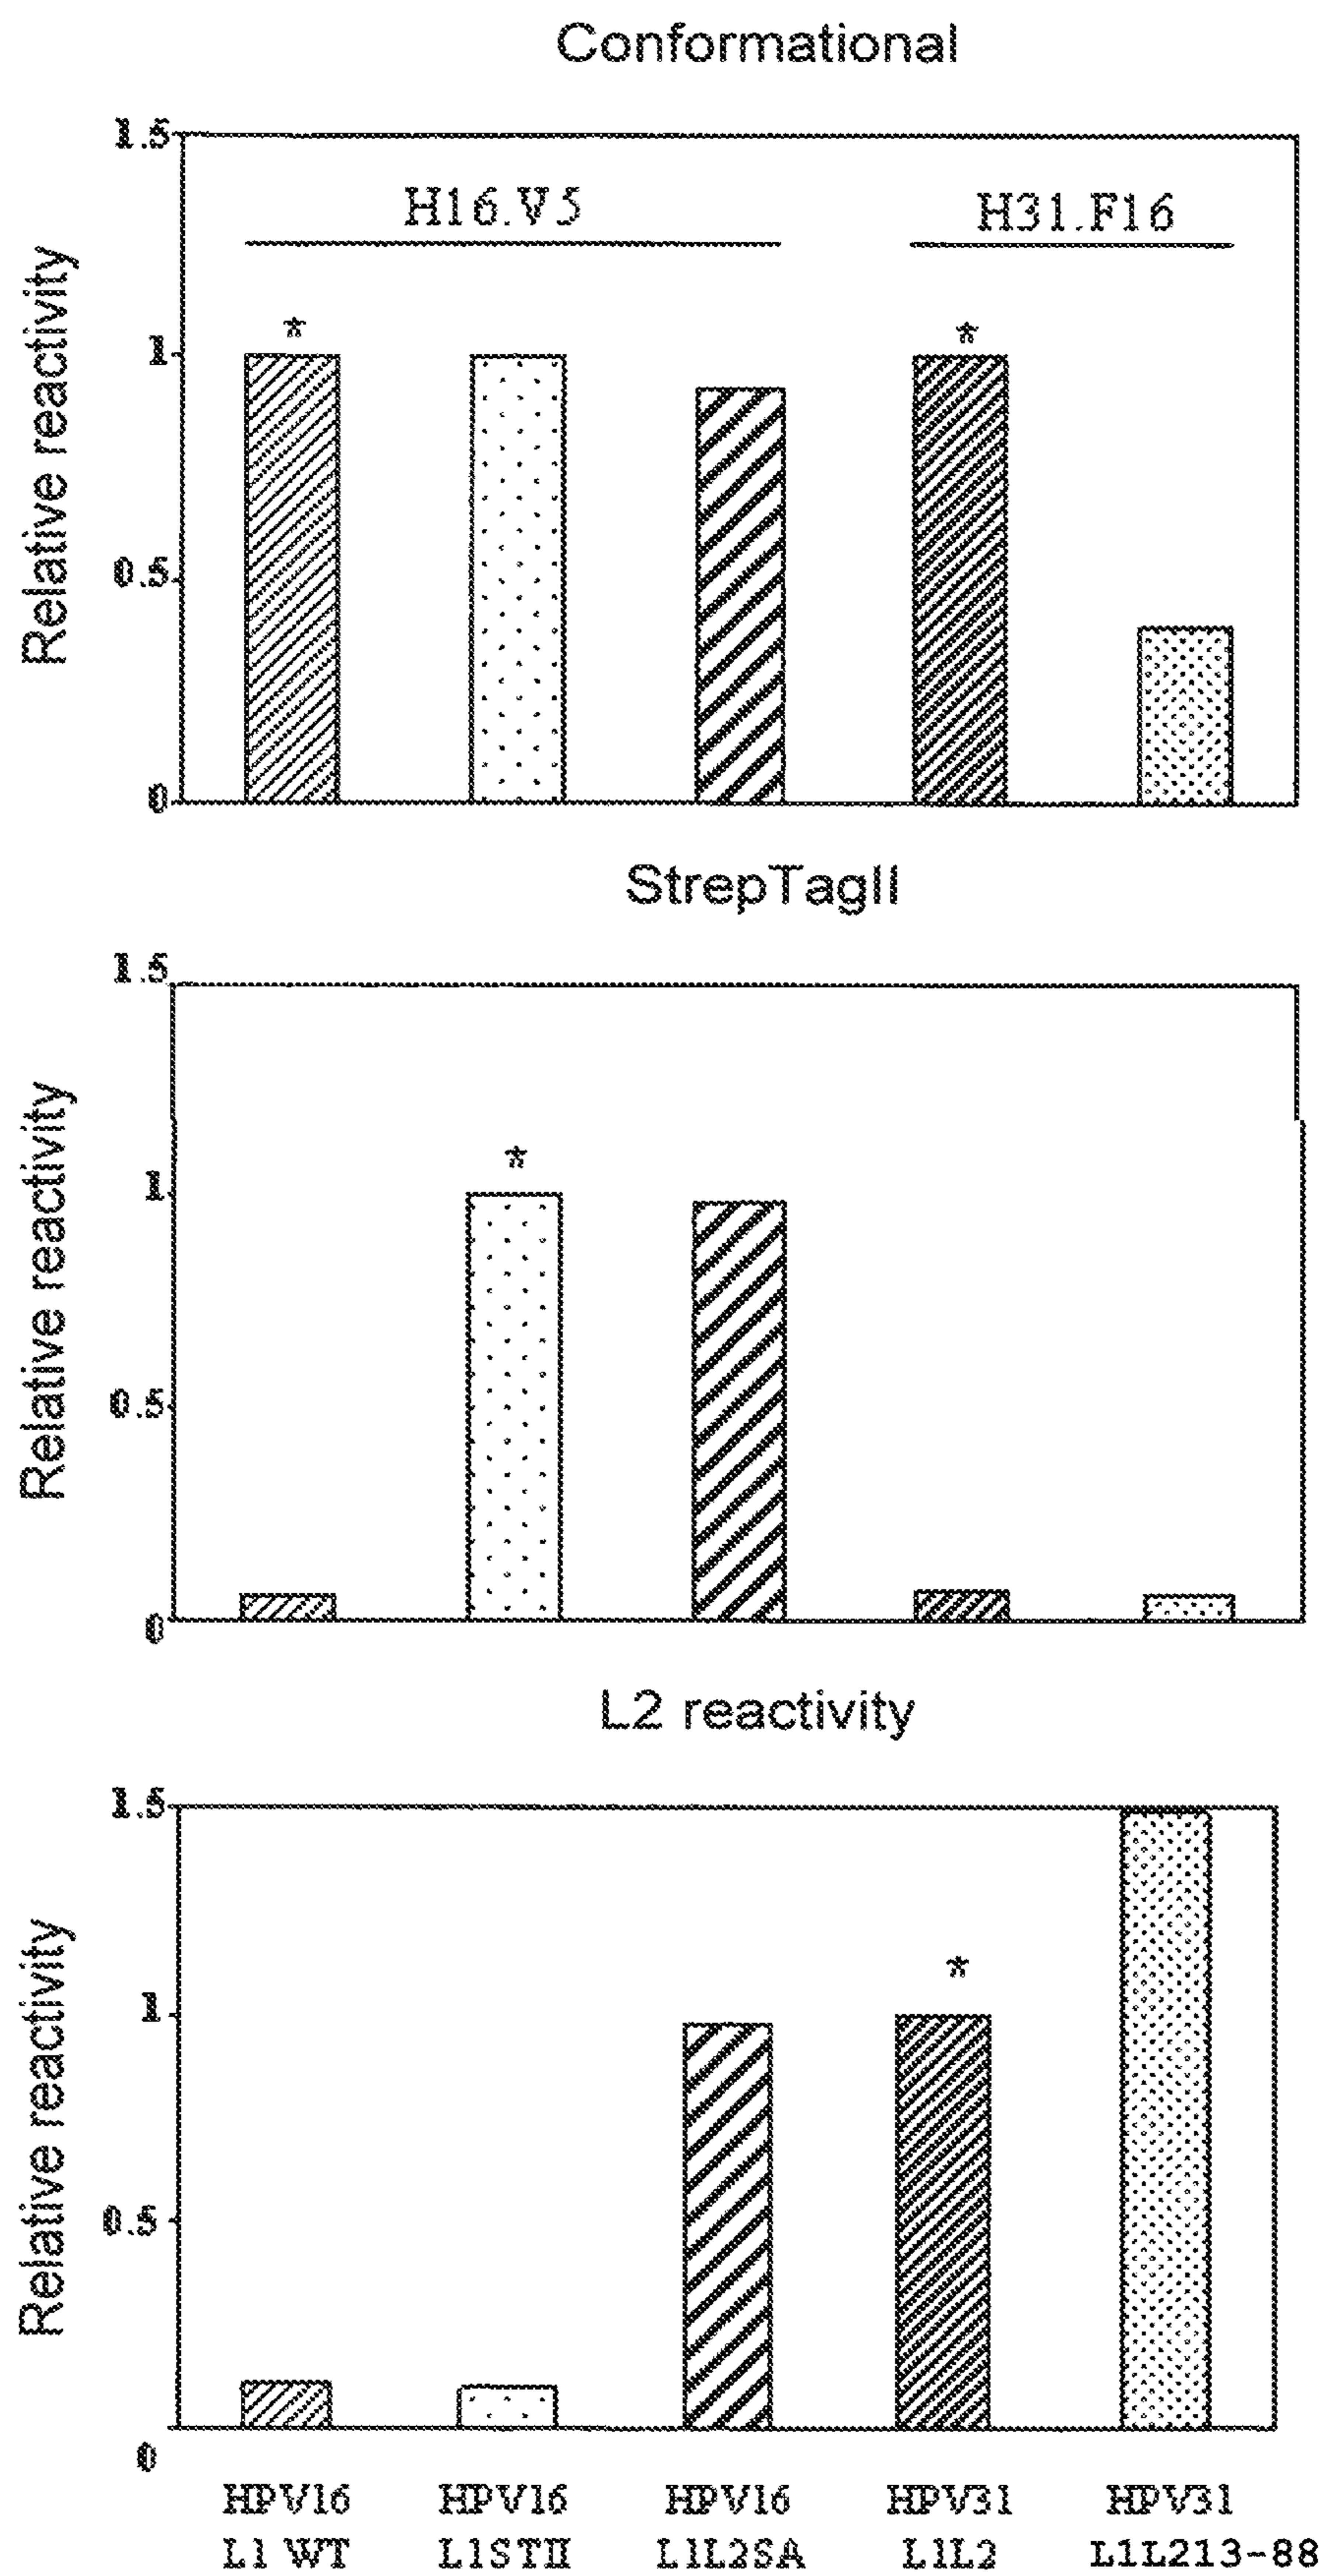 Conformational
Relative reactivity
1.5
1
0.5
0
H16.V5
H31.F16
*
*
StrepTagII
Relative reactivity
1.5
1
0.5
0
*
L2 reactivity
Relative reactivity
1.5
1
0.5
0
*
HPV16 HPV16 HPV16 HPV31 HPV31
L1 WT L1STII L1L2SA L1L2 L1L213-88